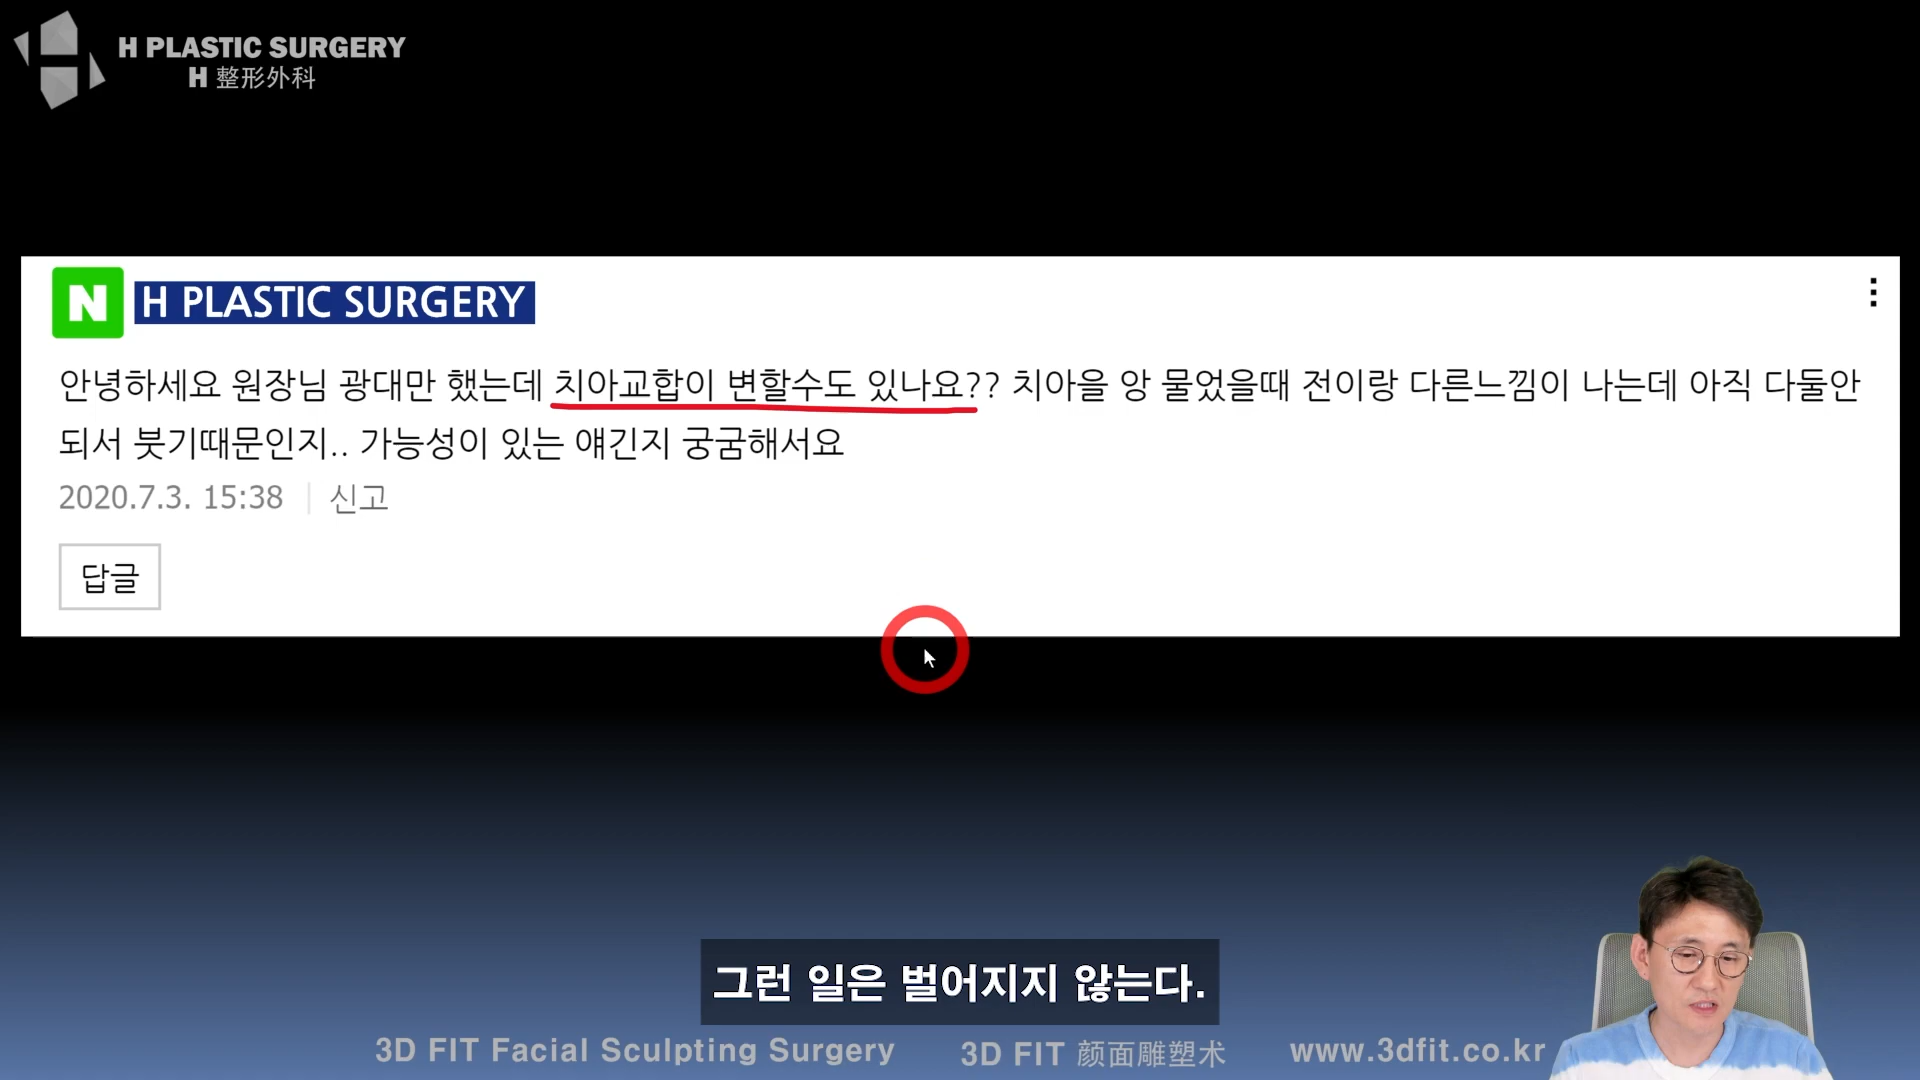 H PLASTIC SURGERY
H 整形外科
N H PLASTIC SURGERY
안녕하세요 원장님 광대만 했는데 치아교합이 변할수도 있나요?? 치아을 앙 물었을때 전이랑 다른느낌이 나는데 아직 다둘안
되서 붓기때문인지.. 가능성이 있는 얘긴지 궁굼해서요
2020.7.3. 15:38 신고
답글
그런 일은 벌어지지 않는다.
3D FIT Facial Sculpting Surgery 3D FIT 颜面雕塑术 www.3dfit.co.kr